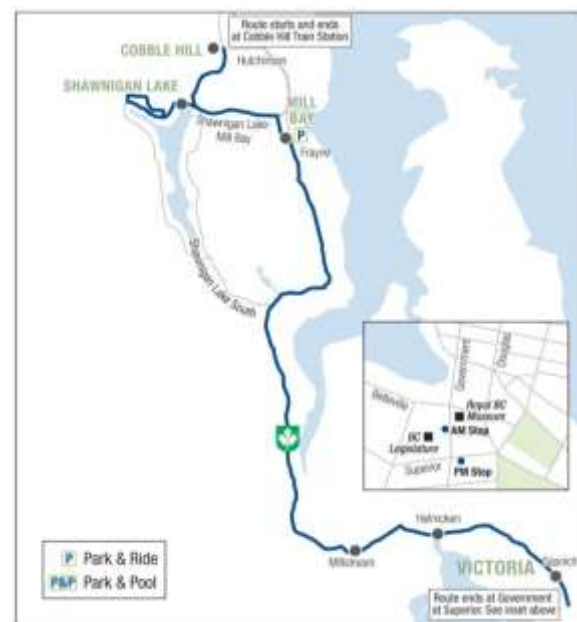 Route starts and ends
at Cobble Hill Train Station
COBBLE HILL
Hutchinson
SHAWNIGAN LAKE
MILL
BAY
P
Shawnigan Lake
Mill Bay
Frayne
Shawnigan Lake South
Government
Douglas
Belleville
Royal BC
Museum
AM Stop
BC
Legislature
Superior
PM Stop
Helmcken
Millstream
VICTORIA
Saanich
P Park & Ride
P&P Park & Pool
Route ends at Government
at Superior. See inset above